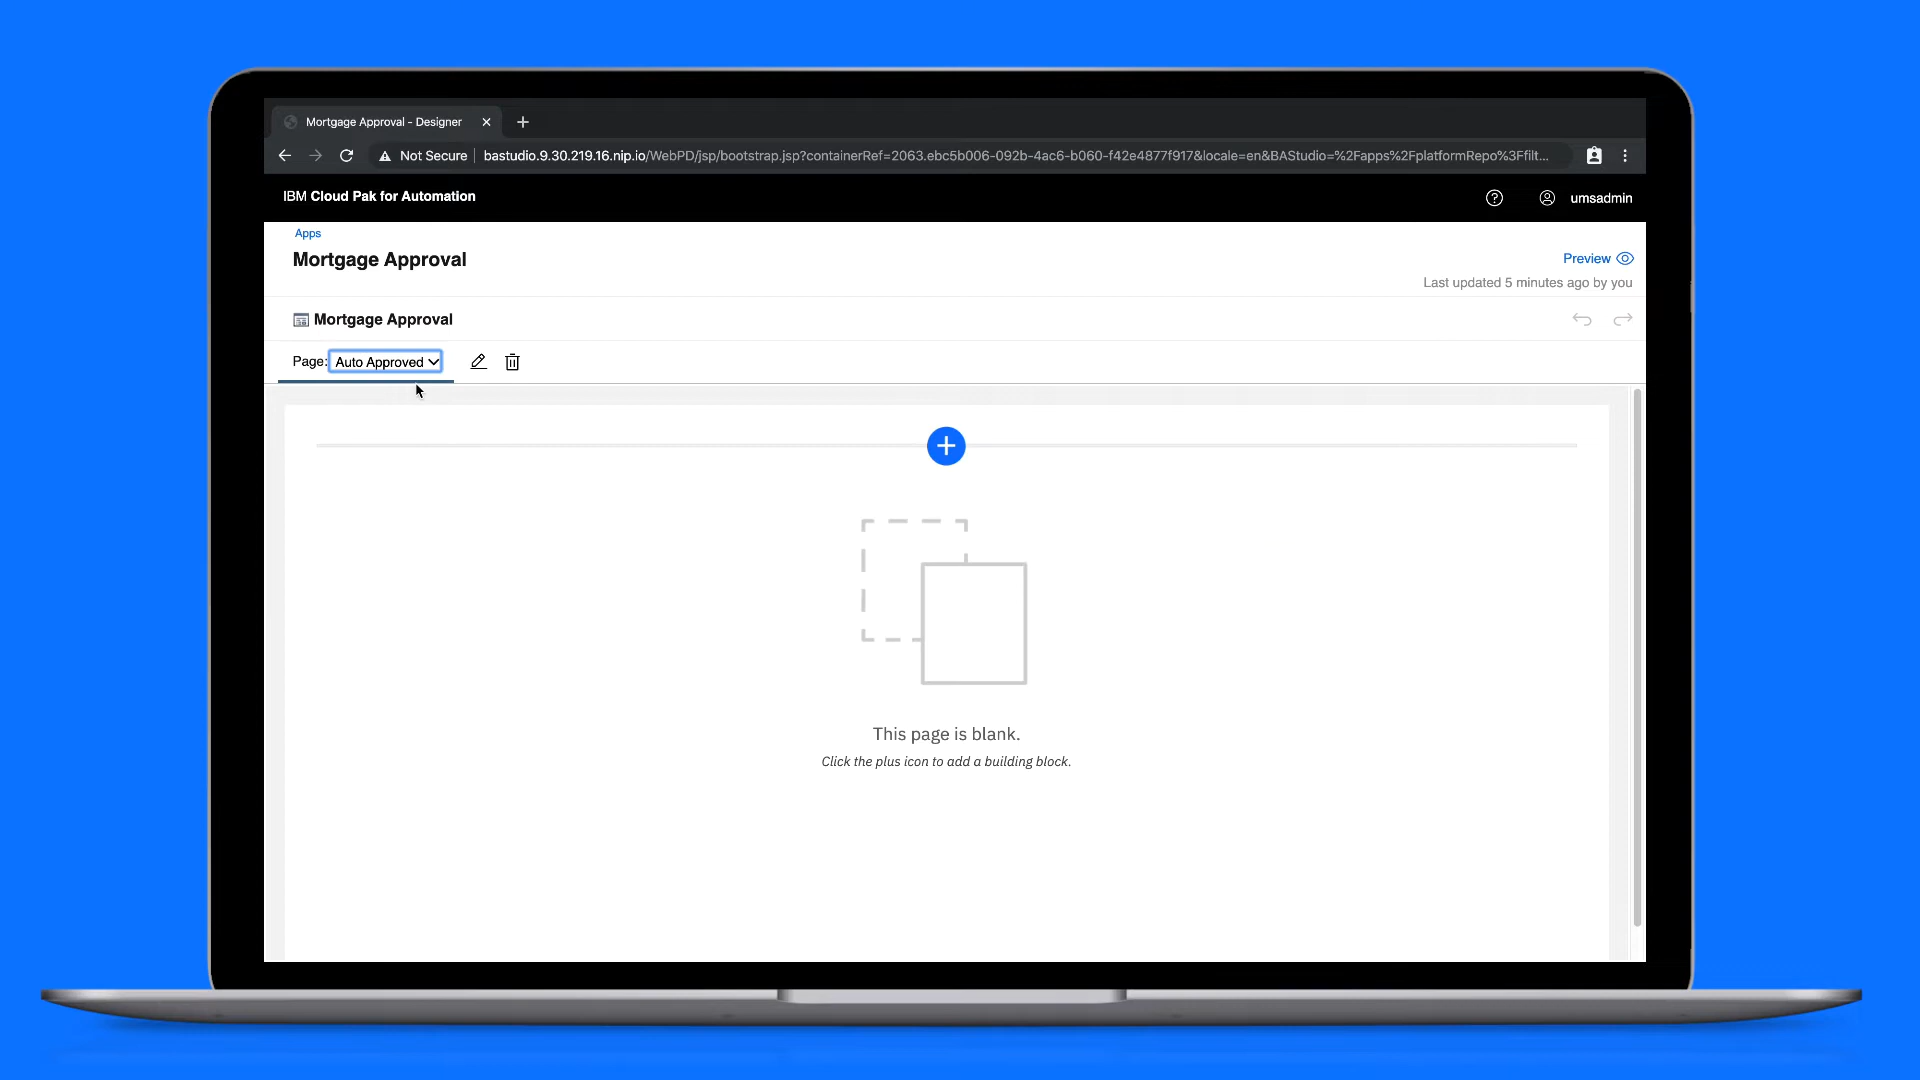 Mortgage Approval - Designer
Not Secure
bastudio.9.30.219.16.nip.io/WebPD/jsp/bootstrap.jsp?containerRef=2063.ebc5b006-092b-4ac6-b060-f42e4877f917&locale=en&BAStudio=%2Fapps%2FplatformRepo%3Ffilt...
IBM Cloud Pak for Automation
umsadmin
Apps
Mortgage Approval
Preview
Last updated 5 minutes ago by you
Mortgage Approval
Page: Auto Approved
This page is blank.
Click the plus icon to add a building block.